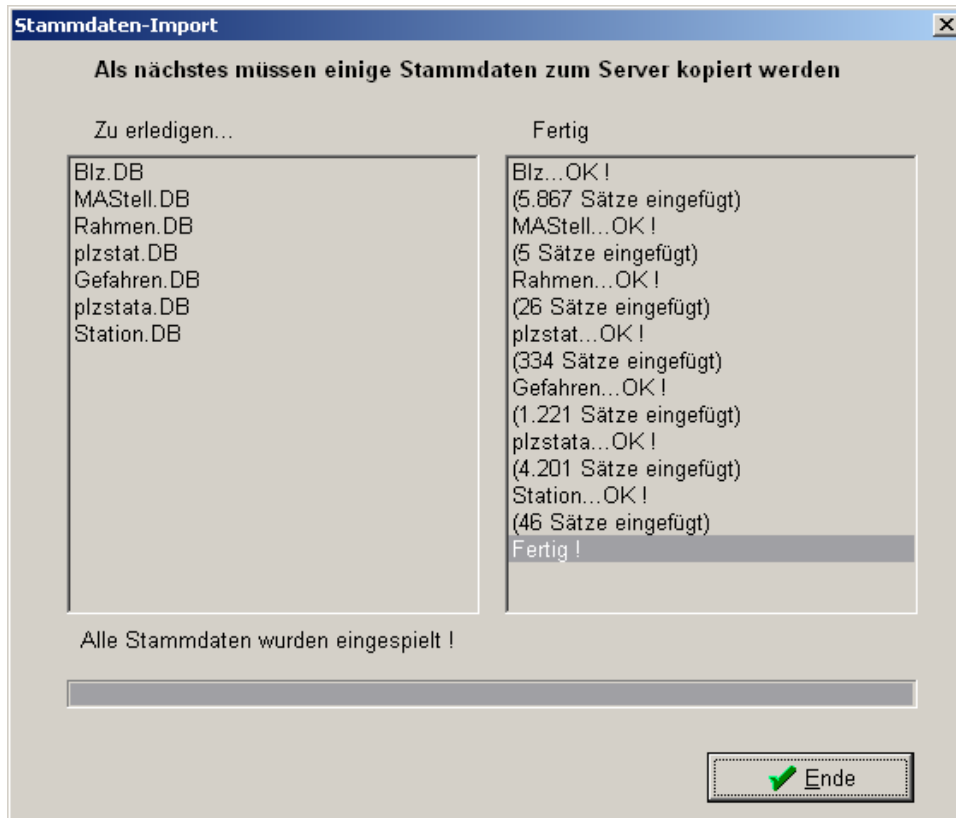 Stammdaten-Import
Als nächstes müssen einige Stammdaten zum Server kopiert werden
Zu erledigen...
Blz.DB
MAStell.DB
Rahmen.DB
plzstat.DB
Gefahren.DB
plzstata.DB
Station.DB
Fertig
Blz...OK !
(5.867 Sätze eingefügt)
MAStell...OK !
(5 Sätze eingefügt)
Rahmen...OK !
(26 Sätze eingefügt)
plzstat...OK !
(334 Sätze eingefügt)
Gefahren...OK !
(1.221 Sätze eingefügt)
plzstata...OK !
(4.201 Sätze eingefügt)
Station...OK !
(46 Sätze eingefügt)
Fertig !
Alle Stammdaten wurden eingespielt !
Ende